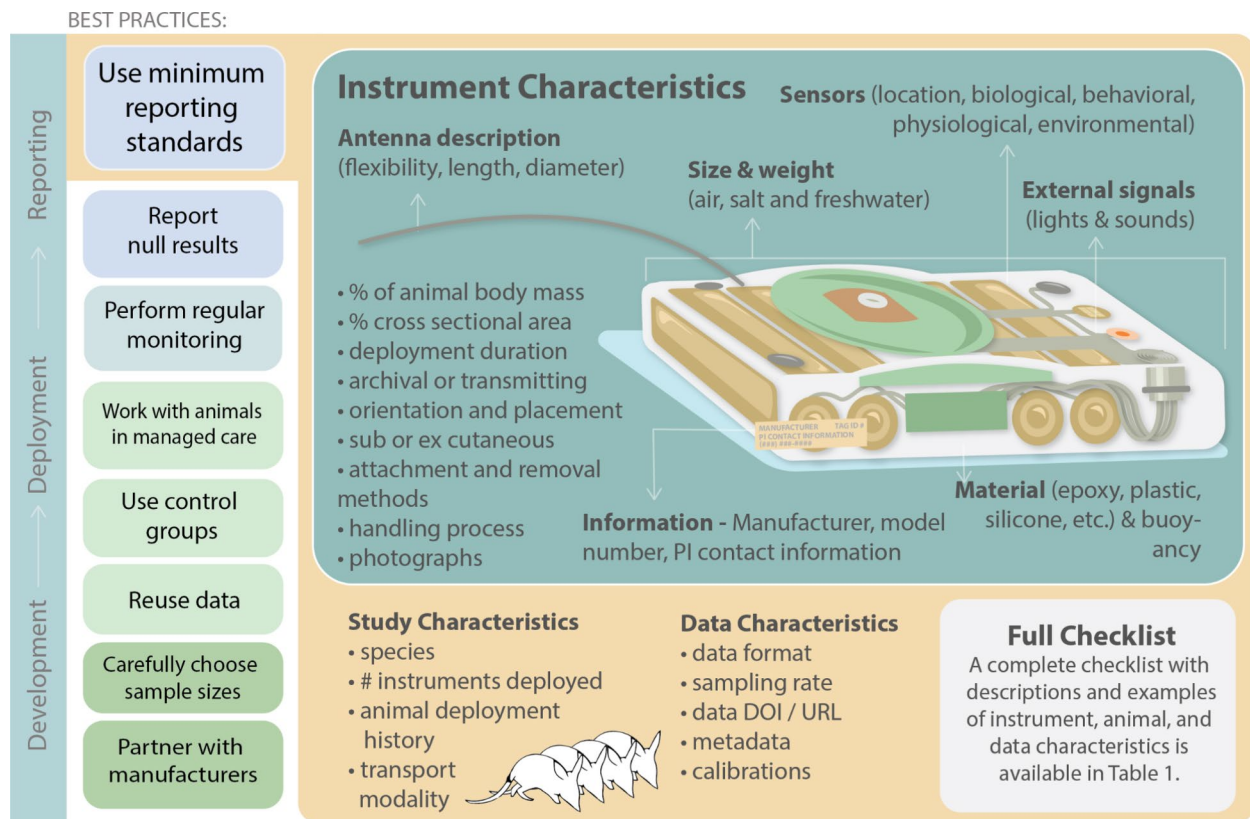 BEST PRACTICES:
Reporting
Deployment
Development
Use minimum
reporting
standards
Report
null results
Perform regular
monitoring
Work with animals
in managed care
Use control
groups
Reuse data
Carefully choose
sample sizes
Partner with
manufacturers
Instrument Characteristics
Sensors (location, biological, behavioral,
physiological, environmental)
Antenna description
(flexibility, length, diameter)
Size & weight
(air, salt and freshwater)
External signals
(lights & sounds)
• % of animal body mass
• % cross sectional area
• deployment duration
• archival or transmitting
• orientation and placement
• sub or ex cutaneous
• attachment and removal
methods
• handling process
• photographs
MANUFACTURER TAG ID #
PI CONTACT INFORMATION
(###) ###-####
Information - Manufacturer, model
number, PI contact information
Material (epoxy, plastic,
silicone, etc.) & buoy-
ancy
Study Characteristics
• species
• # instruments deployed
• animal deployment
history
• transport
modality
Data Characteristics
• data format
• sampling rate
• data DOI / URL
• metadata
• calibrations
Full Checklist
A complete checklist with
descriptions and examples
of instrument, animal, and
data characteristics is
available in Table 1.